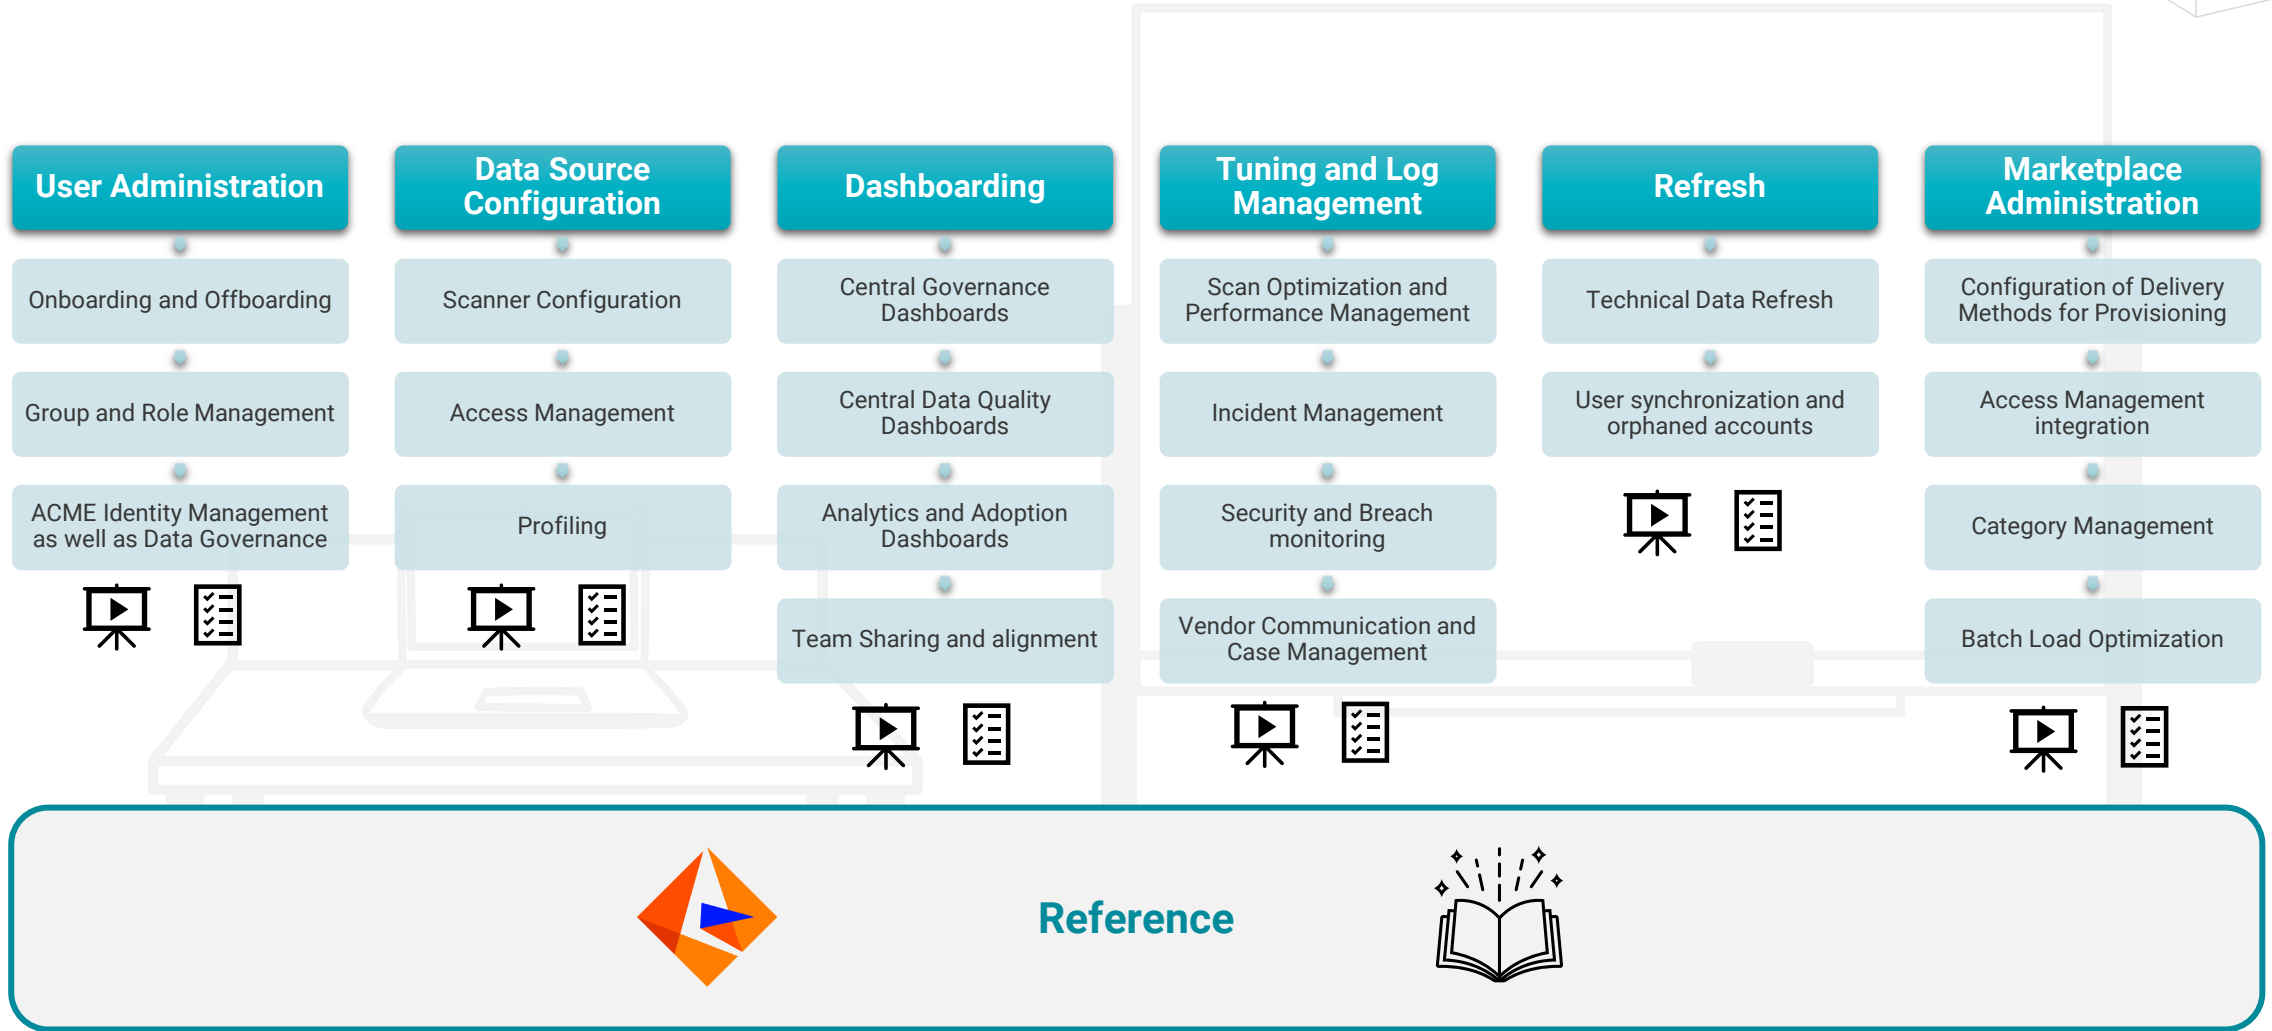 User Administration
Onboarding and Offboarding
Group and Role Management
ACME Identity Management
as well as Data Governance
Data Source
Configuration
Scanner Configuration
Access Management
Profiling
Dashboarding
Central Governance
Dashboards
Central Data Quality
Dashboards
Analytics and Adoption
Dashboards
Team Sharing and alignment
Tuning and Log
Management
Scan Optimization and
Performance Management
Incident Management
Security and Breach
monitoring
Vendor Communication and
Case Management
Refresh
Technical Data Refresh
User synchronization and
orphaned accounts
Marketplace
Administration
Configuration of Delivery
Methods for Provisioning
Access Management
integration
Category Management
Batch Load Optimization
Reference